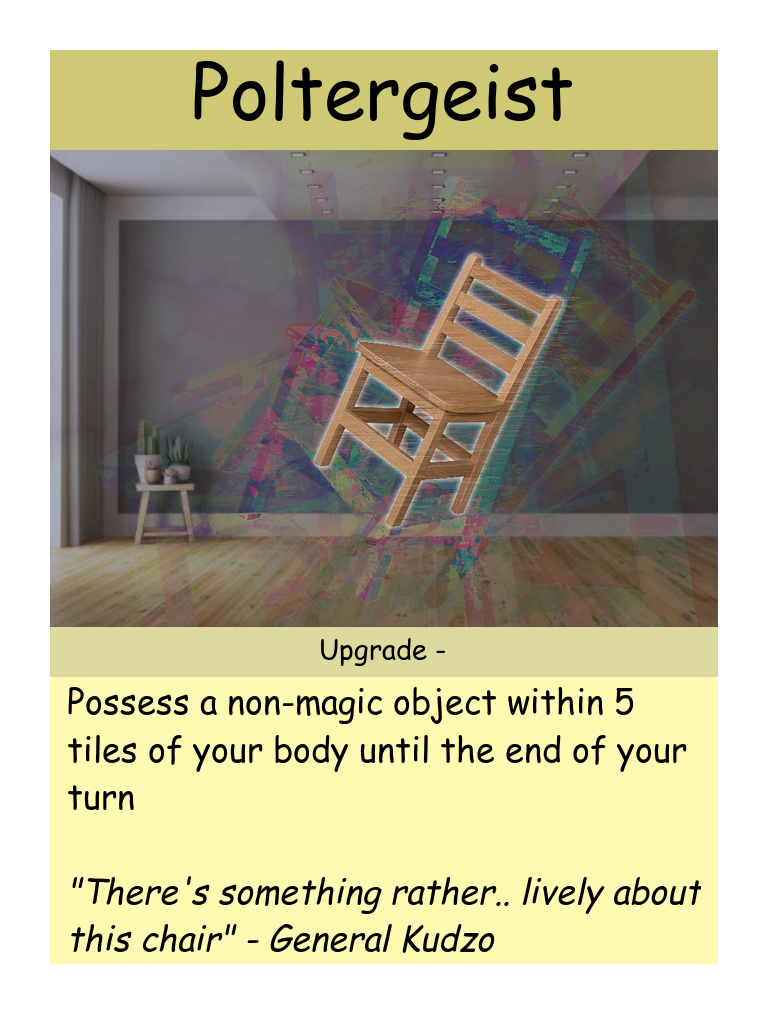 Poltergeist
Upgrade -
Possess a non-magic object within 5
tiles of your body until the end of your
turn
"There's something rather.. lively about
this chair" - General Kudzo